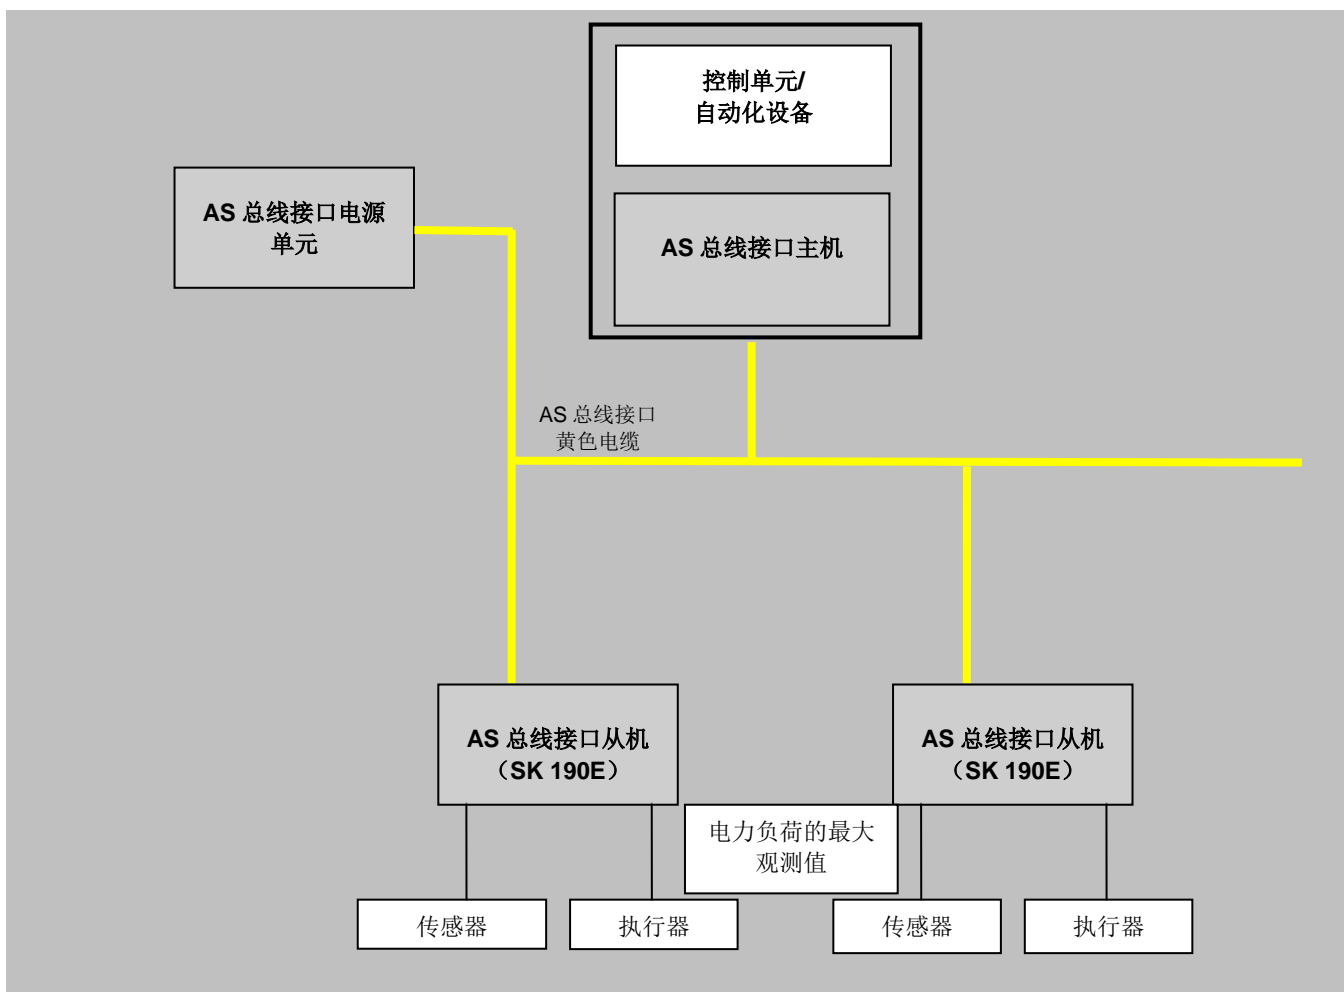 控制单元/
自动化设备
AS 总线接口电源
单元
AS 总线接口主机
AS 总线接口
黄色电缆
AS 总线接口从机
（SK 190E）
AS 总线接口从机
（SK 190E）
电力负荷的最大
观测值
传感器
执行器
传感器
执行器